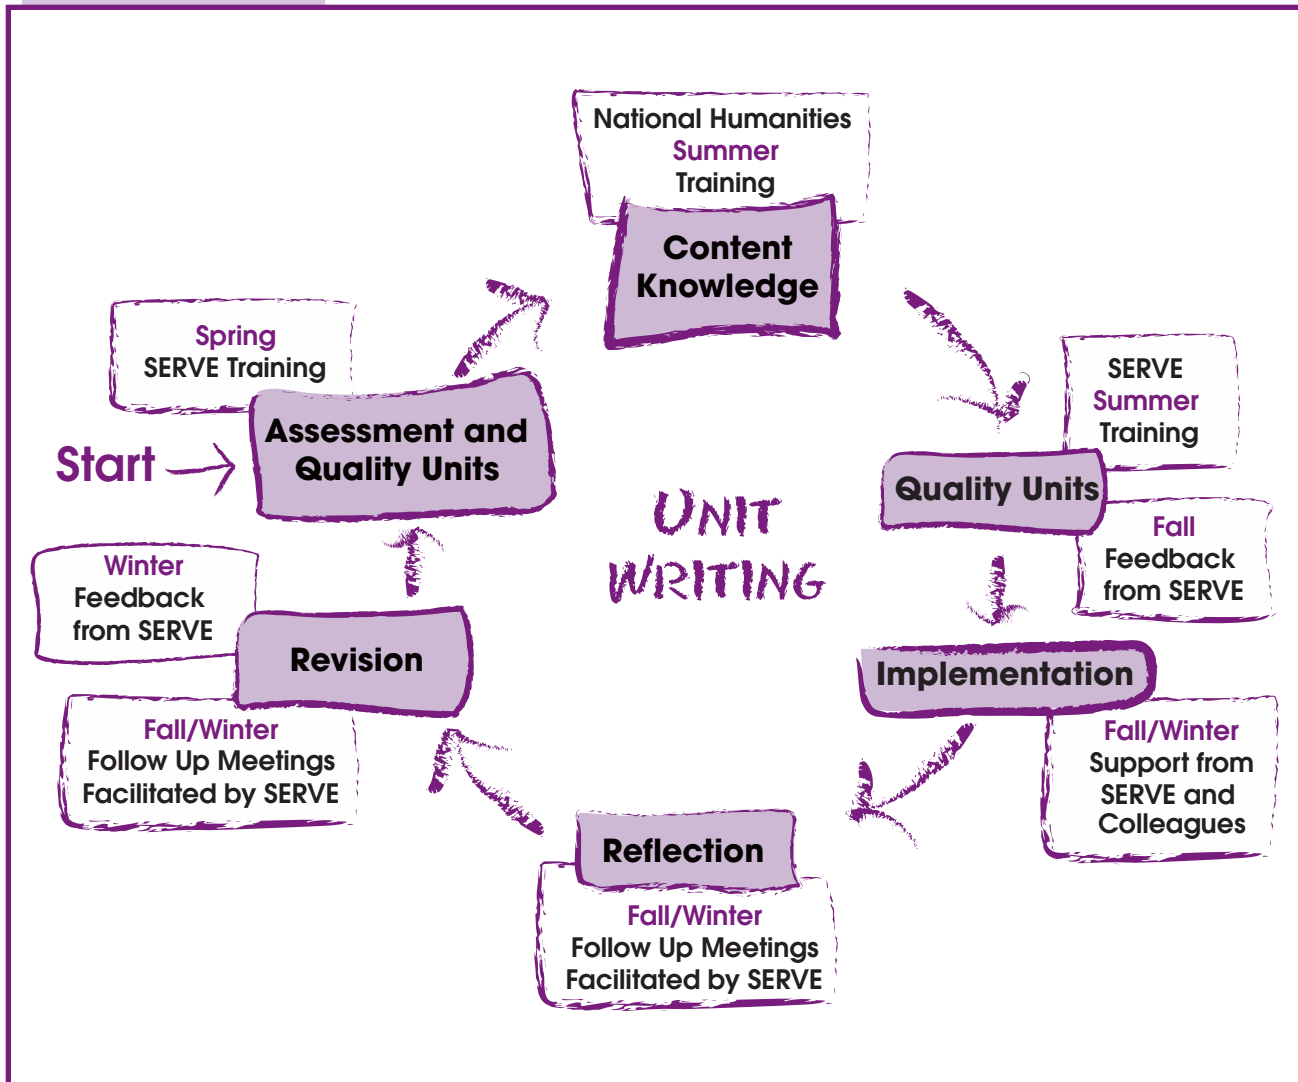 National Humanities
Summer
Training
Content
Knowledge
Spring
SERVE Training
Start
Assessment and
Quality Units
SERVE
Summer
Training
Quality Units
Fall
Feedback
from SERVE
UNIT
WRITING
Implementation
Fall/Winter
Support from
SERVE and
Colleagues
Reflection
Fall/Winter
Follow Up Meetings
Facilitated by SERVE
Winter
Feedback
from SERVE
Revision
Fall/Winter
Follow Up Meetings
Facilitated by SERVE